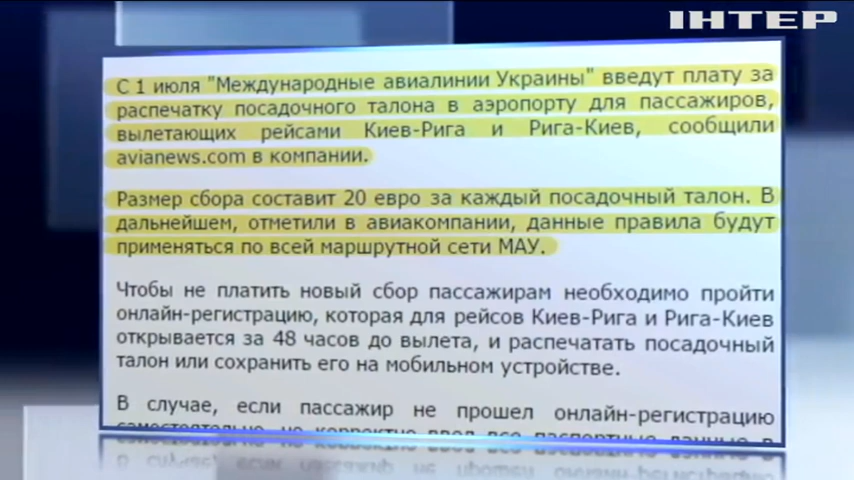 ІНТЕР
С 1 июля "Международные авиалинии Украины" введут плату за
распечатку посадочного талона в аэропорту для пассажиров,
вылетающих рейсами Киев-Рига и Рига-Киев, сообщили
avianews.com в компании.
Размер сбора составит 20 евро за каждый посадочный талон. В
дальнейшем, отметили в авиакомпании, данные правила будут
применяться по всей маршрутной сети МАУ.
Чтобы не платить новый сбор пассажирам необходимо пройти
онлайн-регистрацию, которая для рейсов Киев-Рига и Рига-Киев
открывается за 48 часов до вылета, и распечатать посадочный
талон или сохранить его на мобильном устройстве.
В случае, если пассажир не прошел онлайн-регистрацию